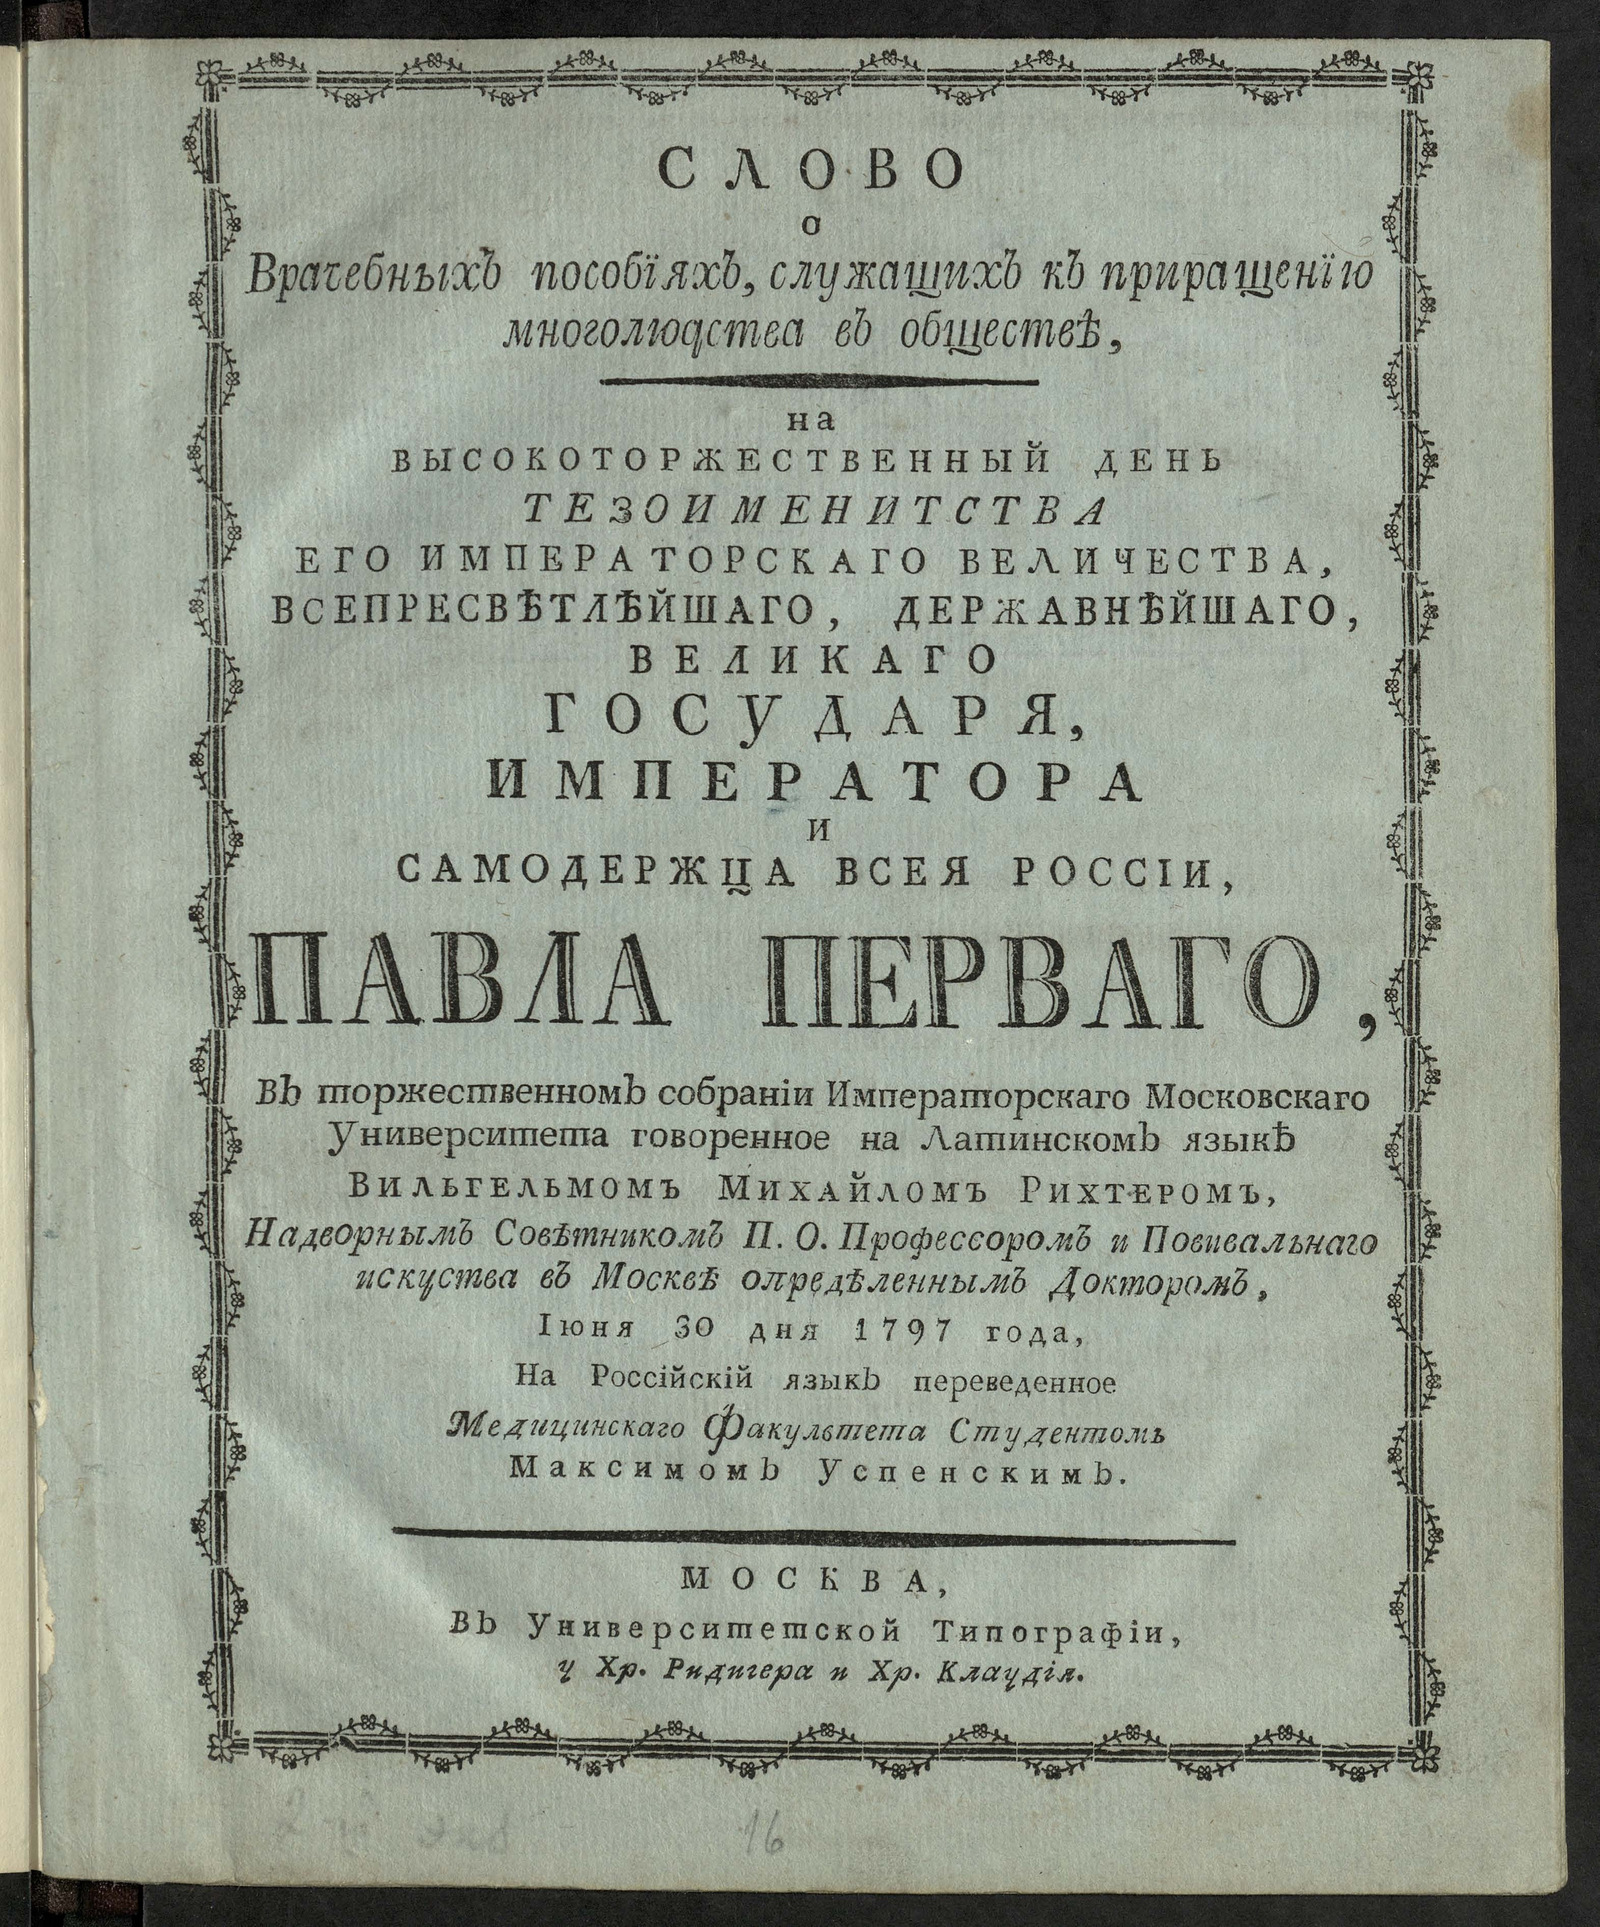 СЛОВО
о
Врачебныхъ пособїяхъ, служащихъ къ приращенїю
многолюдства въ обществѣ,
на
ВЫСОКОТОРЖЕСТВЕННЫЙ ДЕНЬ
ТЕЗОИМЕНИТСТВА
ЕГО ИМПЕРАТОРСКАГО ВЕЛИЧЕСТВА,
ВСЕПРЕСВѢТЛѢЙШАГО, ДЕРЖАВНѢЙШАГО,
ВЕЛИКАГО
ГОСУДАРЯ,
ИМПЕРАТОРА
И
САМОДЕРЖЦА ВСЕЯ РОССІИ,
ПАВЛА ПЕРВАГО,
въ торжественномъ собраніи Императорскаго Московскаго
Университета говоренное на Латинскомъ языкѣ
Вильгельмомъ Михайломъ Рихтеромъ,
Надворнымъ Совѣтникомъ П. О. Профессоромъ и Повивальнаго
искуства въ Москвѣ опредѣленнымъ Докторомъ,
Іюня 30 дня 1797 года,
На Россійскій языкъ переведенное
Медицинскаго Факультета Студентомъ
Максимомъ Успенскимъ.
МОСКВА,
Въ Университетской Типографіи,
у Хр. Ридигера и Хр. Клаудія.
16